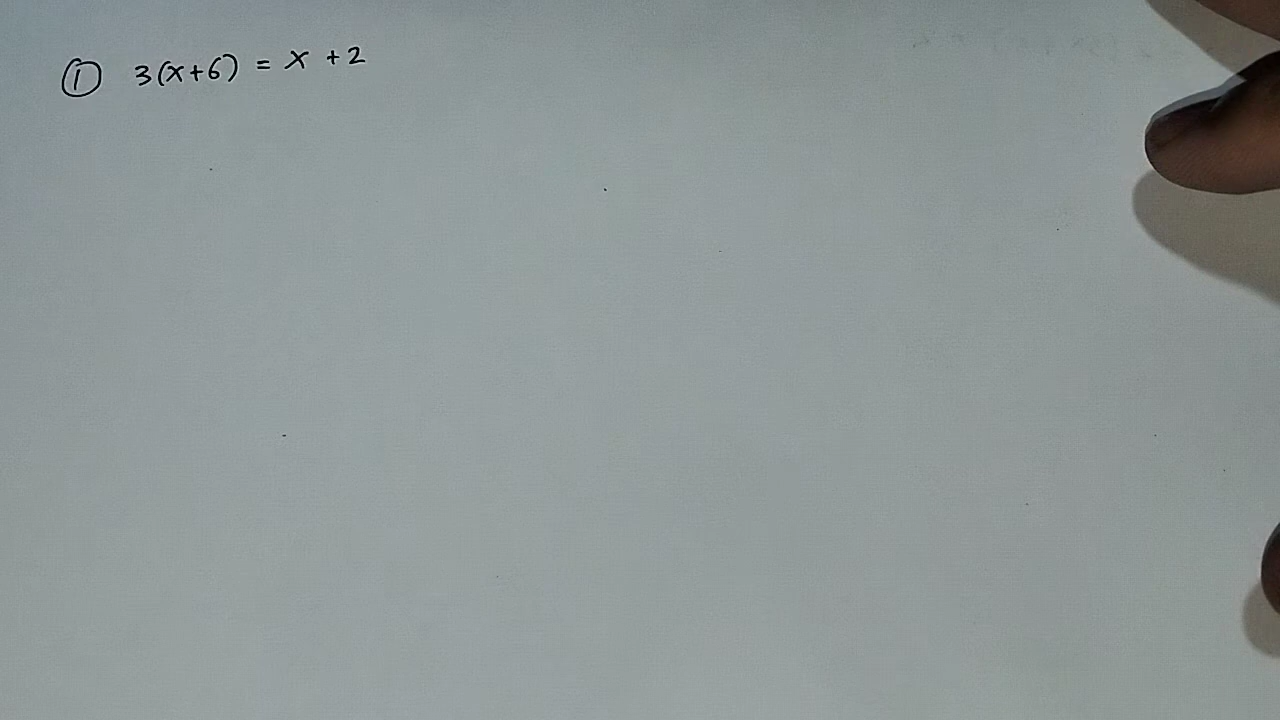 ① 3(x+6) = x +2